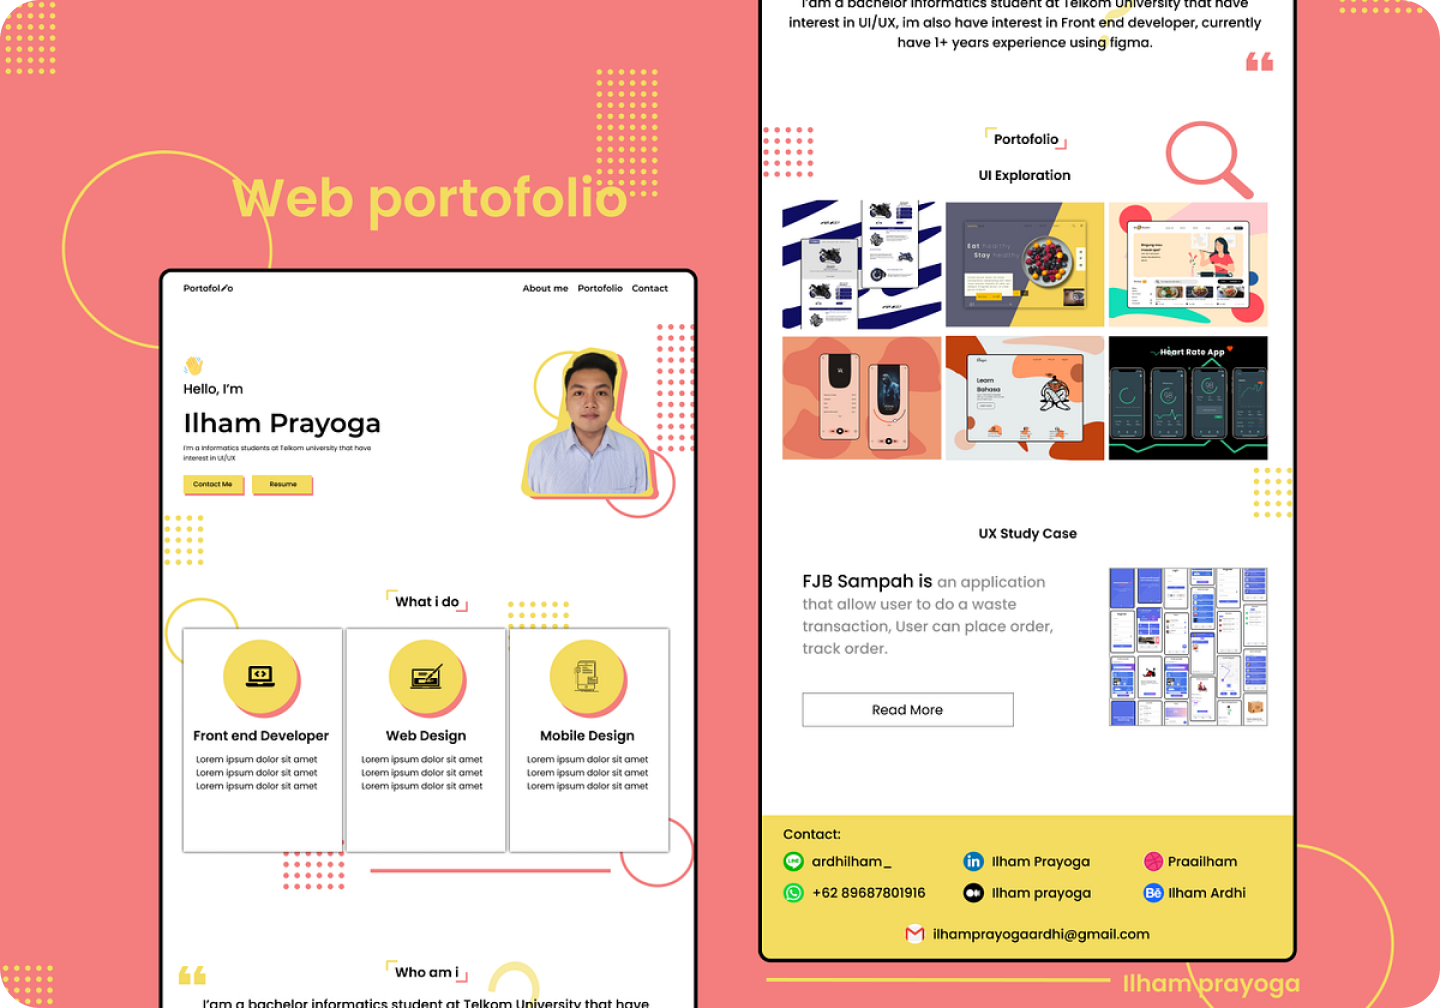 Web portofolio
Portofolio
About me Portofolio Contact
Hello, I'm
Ilham Prayoga
I'm a informatics students at Telkom university that have
interest in UI/UX
Contact Me Resume
What i do
Front end Developer
Lorem ipsum dolor sit amet
Lorem ipsum dolor sit amet
Lorem ipsum dolor sit amet
Web Design
Lorem ipsum dolor sit amet
Lorem ipsum dolor sit amet
Lorem ipsum dolor sit amet
Mobile Design
Lorem ipsum dolor sit amet
Lorem ipsum dolor sit amet
Lorem ipsum dolor sit amet
“
Who am i
I'am a bachelor informatics student at Telkom University that have
I'am a bachelor informatics student at Telkom University that have
interest in UI/UX, im also have interest in Front end developer, currently
have 1+ years experience using figma.
“
Portofolio
UI Exploration
Eat healthy
Stay healthy
Learn
Bahasa
Heart Rate App
UX Study Case
FJB Sampah is an application
that allow user to do a waste
transaction, User can place order,
track order.
Read More
Contact:
LINE ardhilham_
in Ilham Prayoga
Praailham
+62 89687801916
Ilham prayoga
Bē Ilham Ardhi
ilhamprayogaardhi@gmail.com
Ilham prayoga